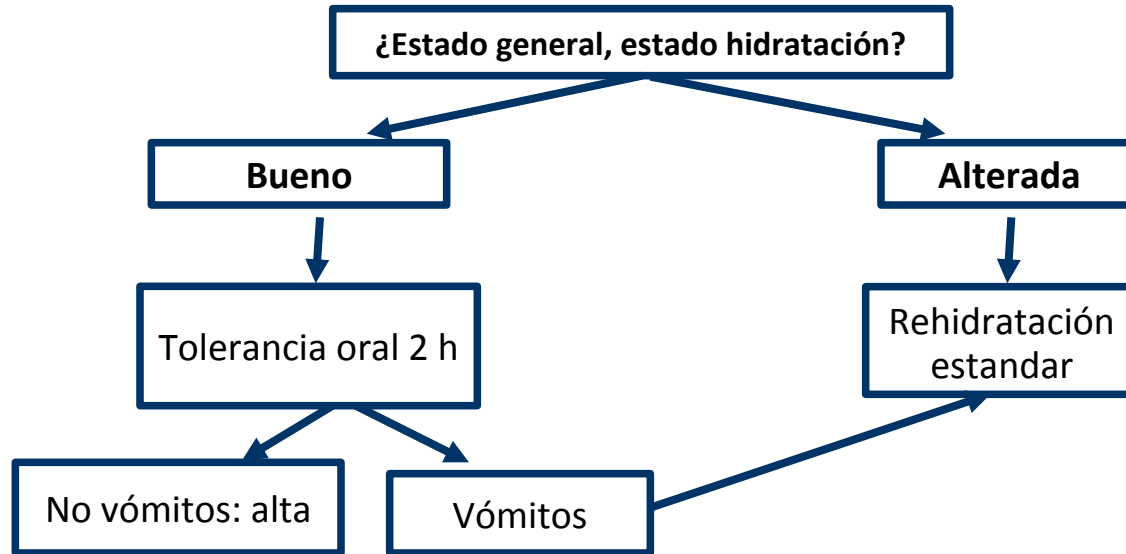 ¿Estado general, estado hidratación?
Bueno
Alterada
Tolerancia oral 2 h
Rehidratación
estandar
No vómitos: alta
Vómitos